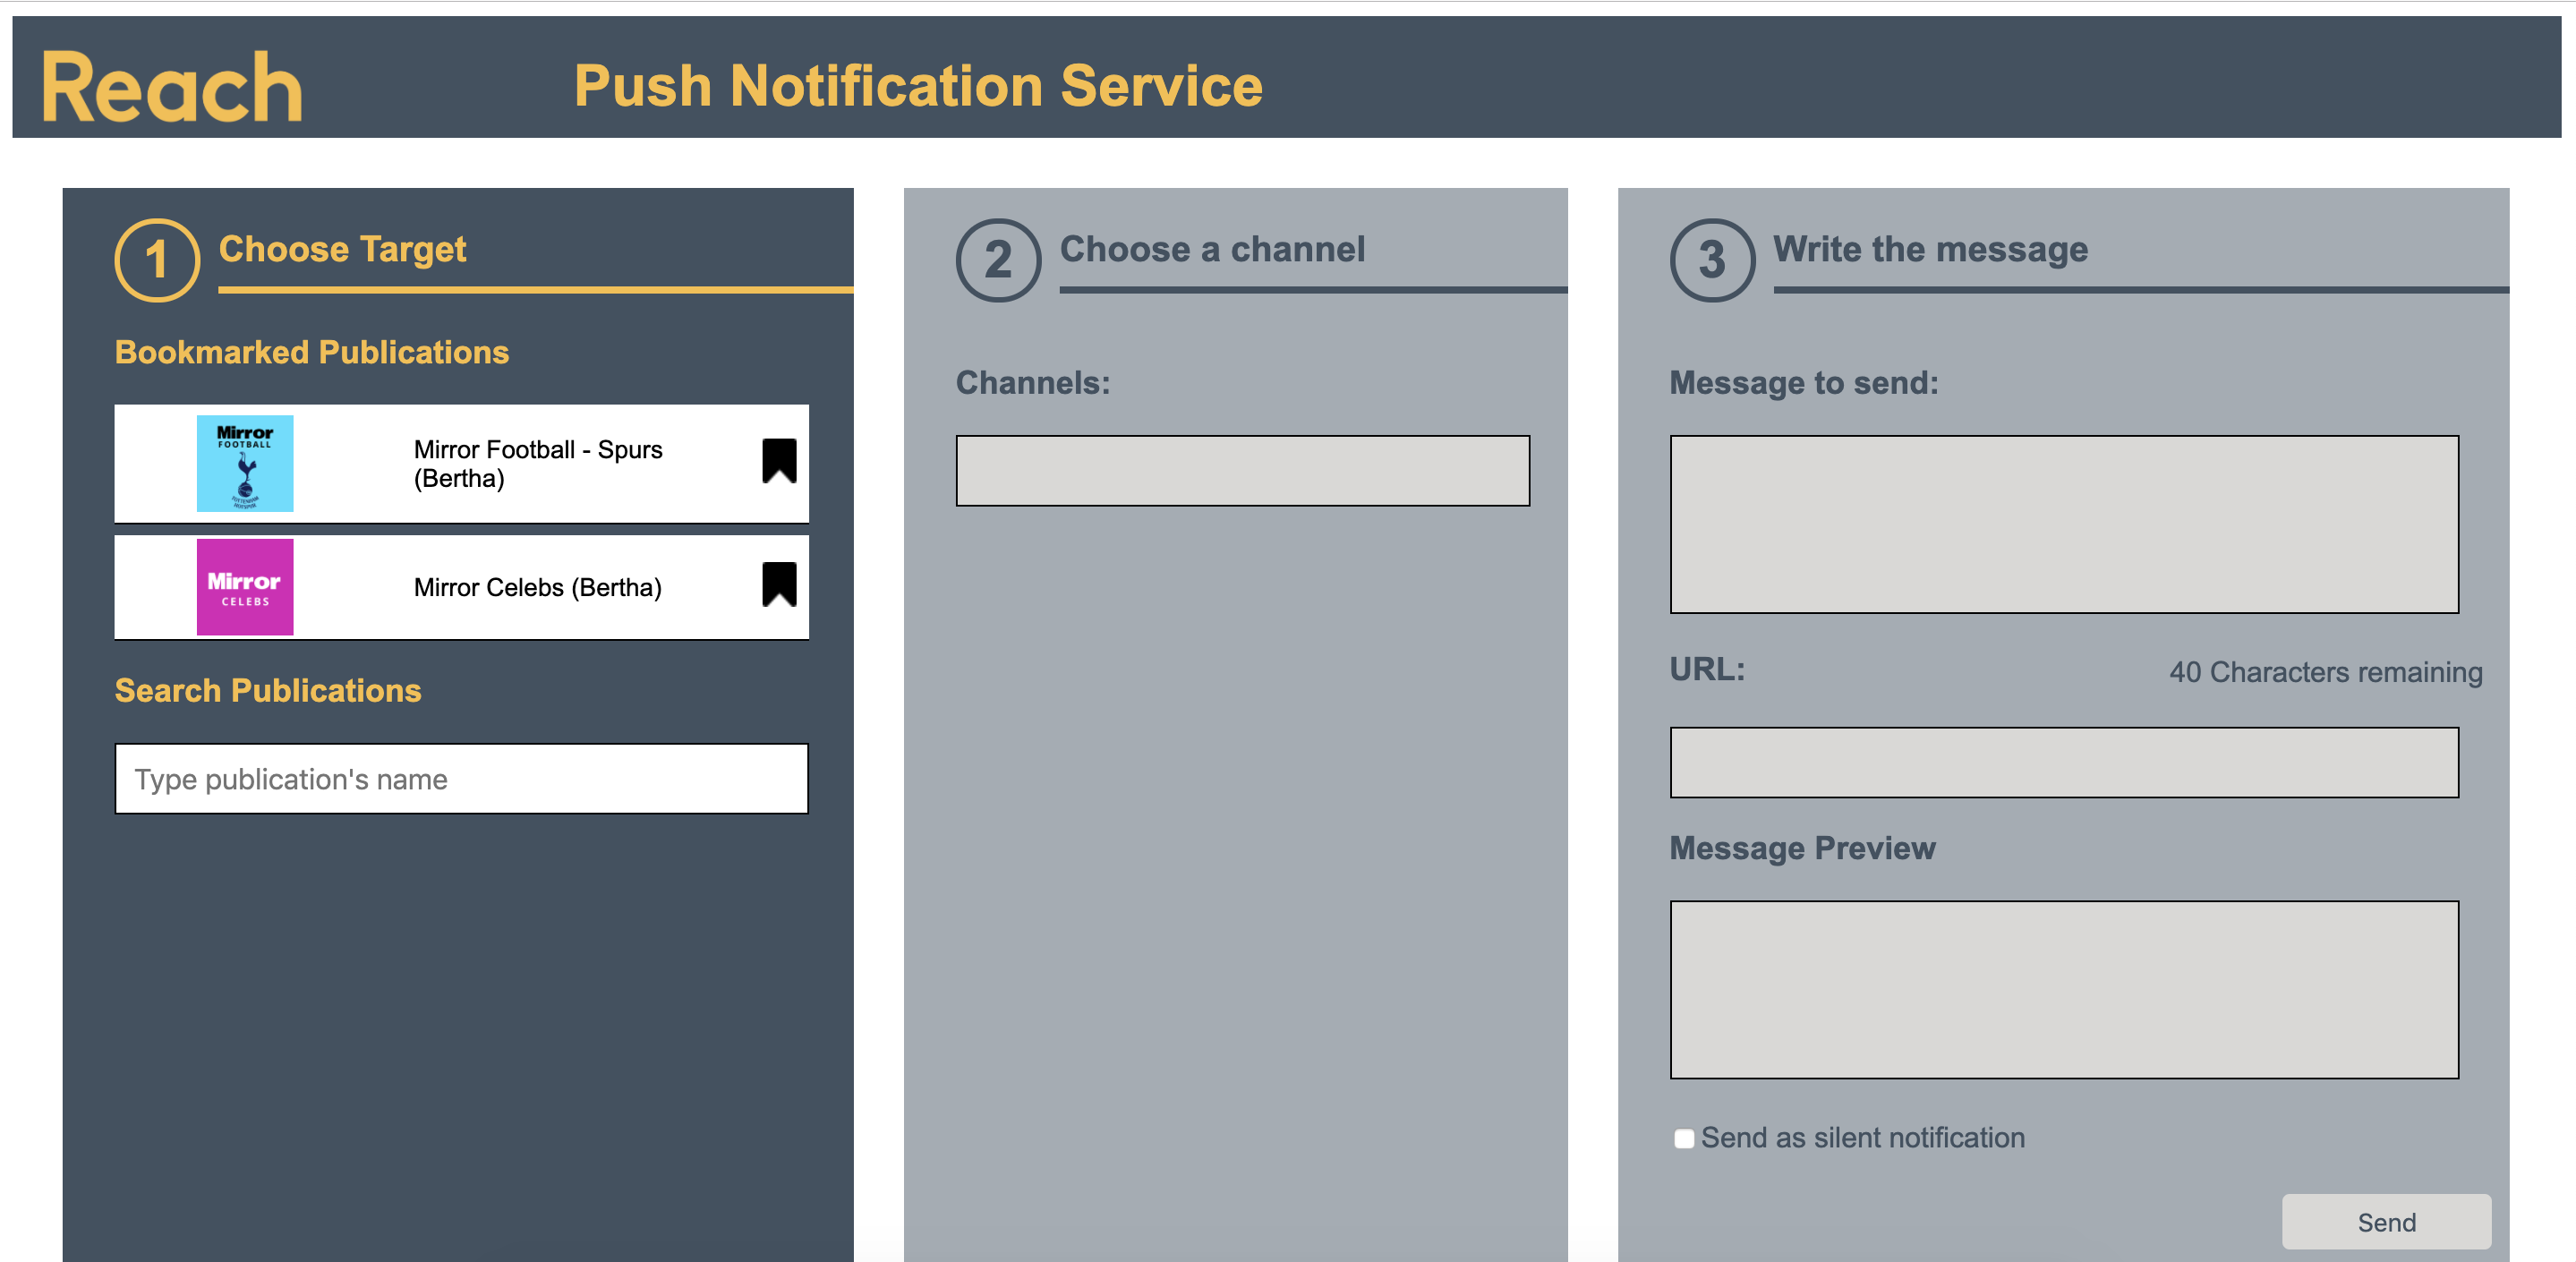 Reach
Push Notification Service
1
Choose Target
Bookmarked Publications
Mirror
FOOTBALL
TOTTENHAM
HOTSPUR
Mirror Football - Spurs
(Bertha)
Mirror
CELEBS
Mirror Celebs (Bertha)
Search Publications
Type publication's name
2
Choose a channel
Channels:
3
Write the message
Message to send:
URL:
40 Characters remaining
Message Preview
Send as silent notification
Send